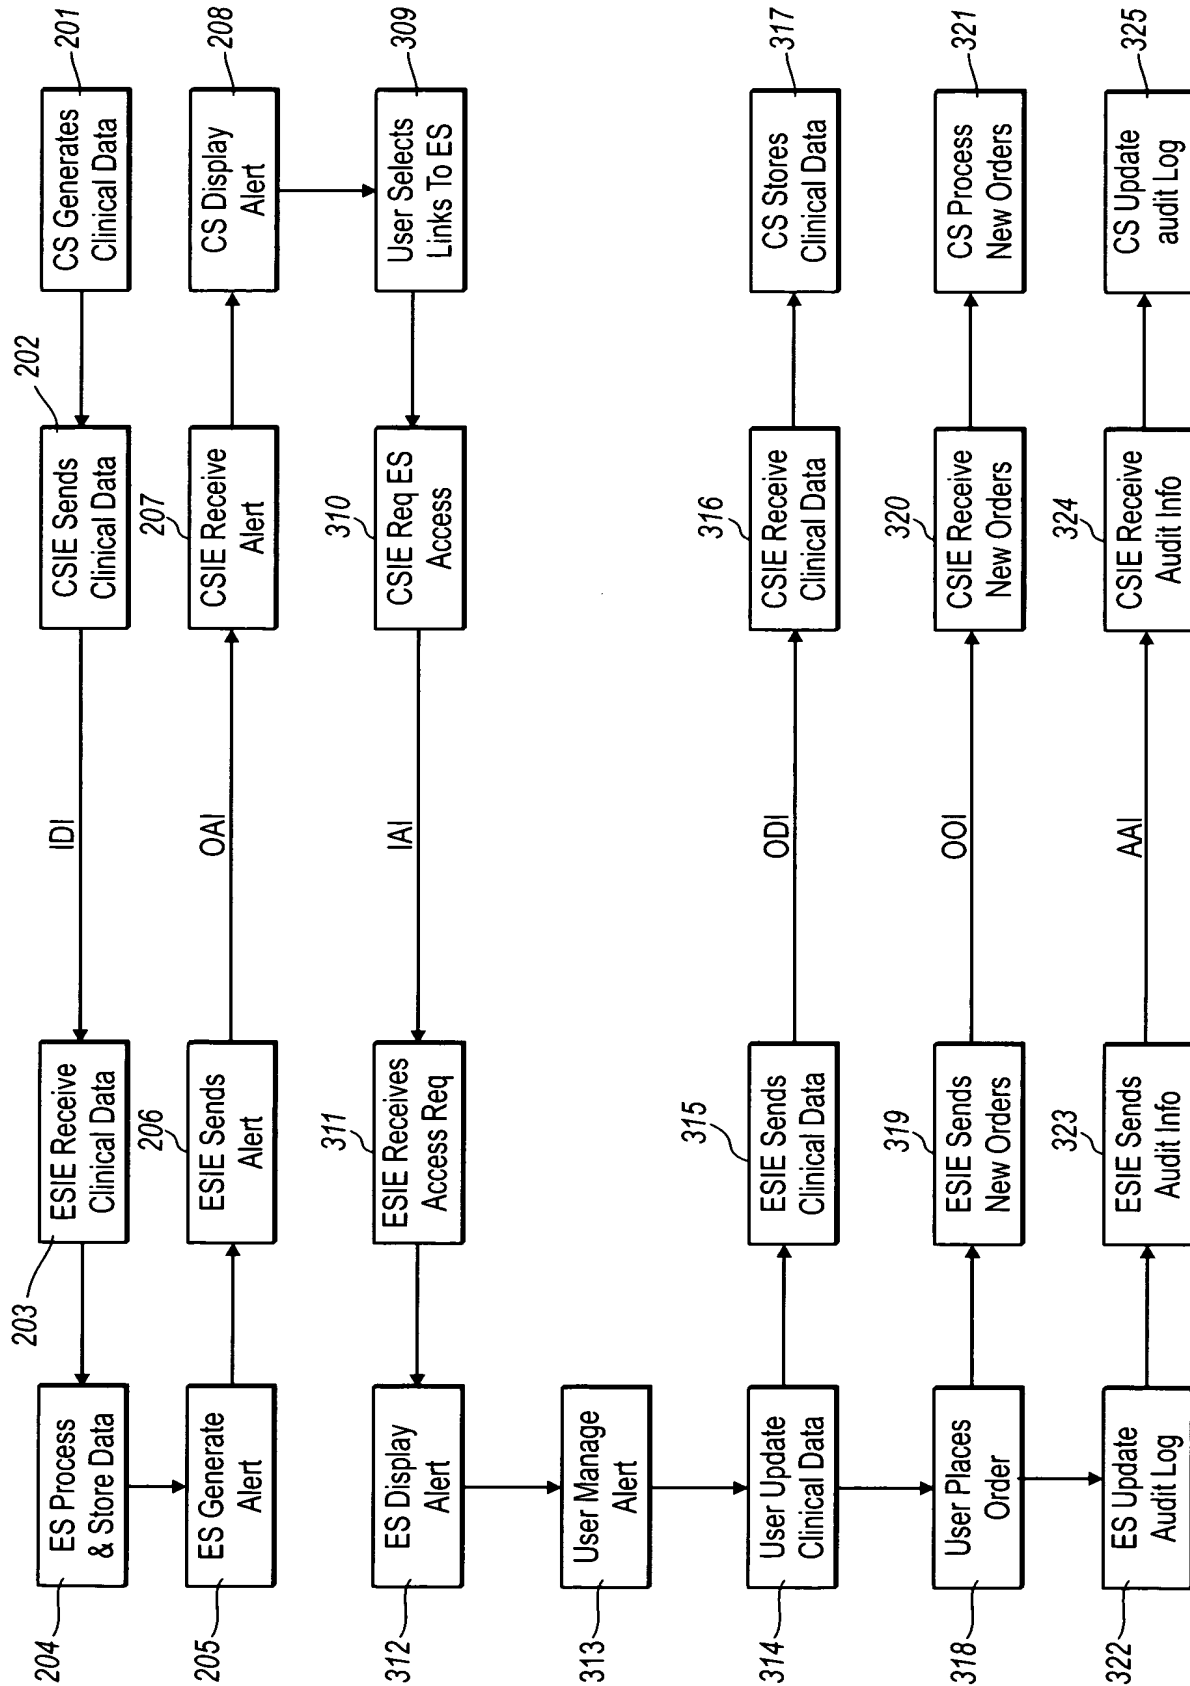 204
ES Process
& Store Data
203
ESIE Receive
Clinical Data
IDI
202
CSIE Sends
Clinical Data
201
CS Generates
Clinical Data
205
ES Generate
Alert
206
ESIE Sends
Alert
OAI
207
CSIE Receive
Alert
208
CS Display
Alert
312
ES Display
Alert
311
ESIE Receives
Access Req
IAI
310
CSIE Req ES
Access
309
User Selects
Links To ES
313
User Manage
Alert
314
User Update
Clinical Data
315
ESIE Sends
Clinical Data
ODI
316
CSIE Receive
Clinical Data
317
CS Stores
Clinical Data
318
User Places
Order
319
ESIE Sends
New Orders
OOI
320
CSIE Receive
New Orders
321
CS Process
New Orders
322
ES Update
Audit Log
323
ESIE Sends
Audit Info
AAI
324
CSIE Receive
Audit Info
325
CS Update
audit Log